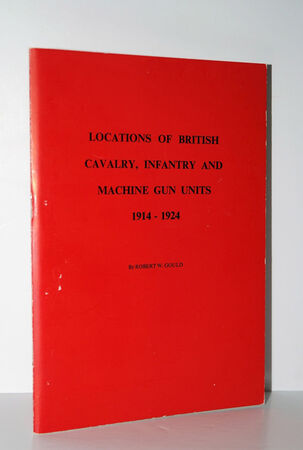 LOCATIONS OF BRITISH
CAVALRY, INFANTRY AND
MACHINE GUN UNITS
1914 - 1924
By ROBERT W. GOULD